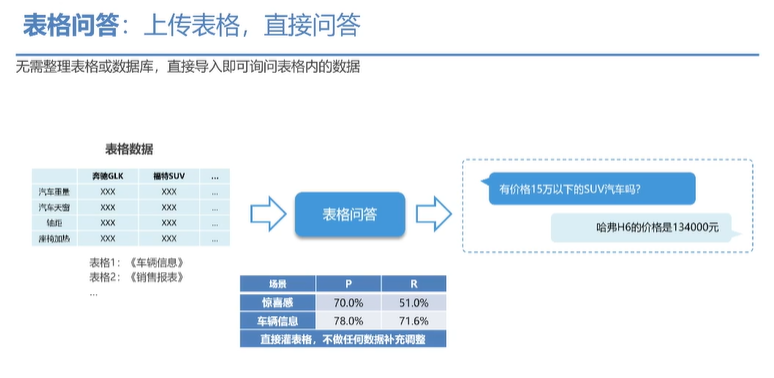 表格问答：上传表格，直接问答
无需整理表格或数据库，直接导入即可询问表格内的数据
表格数据
奔驰GLK 福特SUV ...
汽车重量 XXX XXX ...
汽车天窗 XXX XXX ...
轴距 XXX XXX ...
座椅加热 XXX XXX ...
表格1：《车辆信息》
表格2：《销售报表》
...
表格问答
有价格15万以下的SUV汽车吗？
哈弗H6的价格是134000元
场景 P R
惊喜感 70.0% 51.0%
车辆信息 78.0% 71.6%
直接灌表格，不做任何数据补充调整